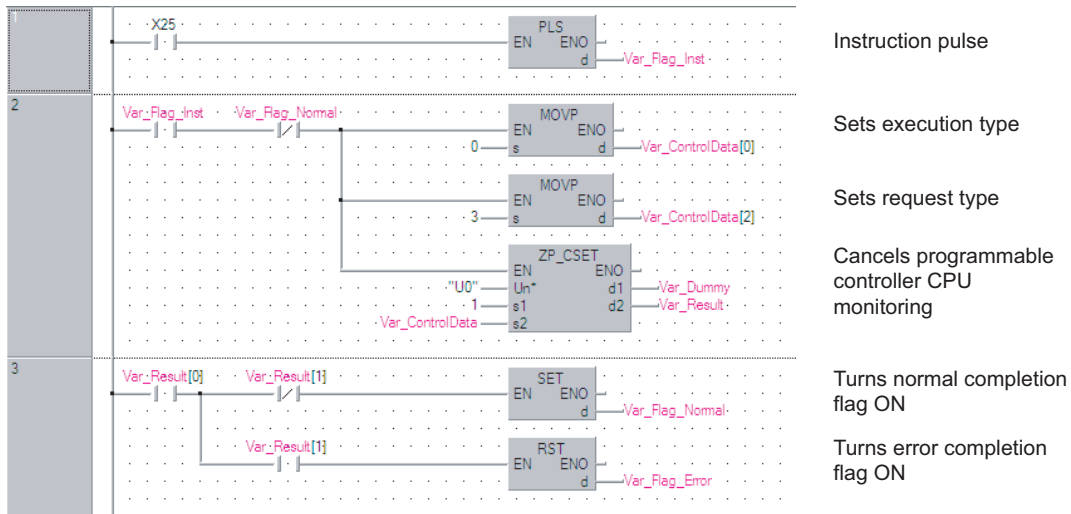 1
X25
PLS
EN ENO
d Var_Flag_Inst
Instruction pulse
2
Var_Flag_Inst Var_Flag_Normal
MOVP
EN ENO
0 s d Var_ControlData[0]
Sets execution type
MOVP
EN ENO
3 s d Var_ControlData[2]
Sets request type
ZP_CSET
EN ENO
"U0" Un* d1 Var_Dummy
1 s1 d2 Var_Result
Var_ControlData s2
Cancels programmable
controller CPU
monitoring
3
Var_Result[0] Var_Result[1]
SET
EN ENO
d Var_Flag_Normal
Turns normal completion
flag ON
Var_Result[1]
RST
EN ENO
d Var_Flag_Error
Turns error completion
flag ON